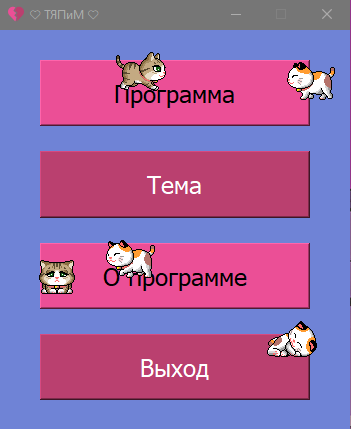 ♡ ТЯПиМ ♡
Программа
Тема
О программе
Выход